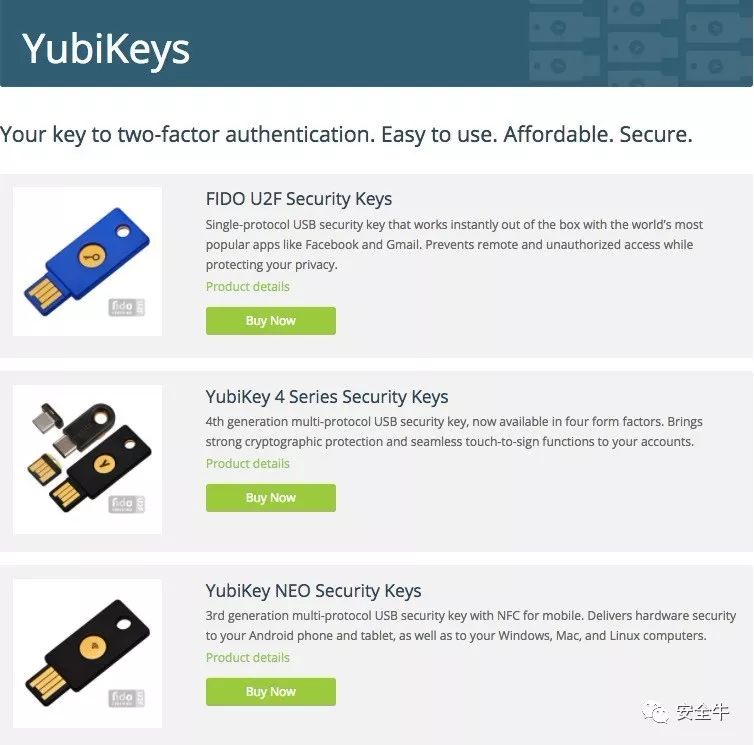 YubiKeys
Your key to two-factor authentication. Easy to use. Affordable. Secure.
FIDO U2F Security Keys
Single-protocol USB security key that works instantly out of the box with the world's most
popular apps like Facebook and Gmail. Prevents remote and unauthorized access while
protecting your privacy.
Product details
Buy Now
fido
YubiKey 4 Series Security Keys
4th generation multi-protocol USB security key, now available in four form factors. Brings
strong cryptographic protection and seamless touch-to-sign functions to your accounts.
Product details
Buy Now
fido
YubiKey NEO Security Keys
3rd generation multi-protocol USB security key with NFC for mobile. Delivers hardware security
to your Android phone and tablet, as well as to your Windows, Mac, and Linux computers.
Product details
Buy Now
fido
安全牛